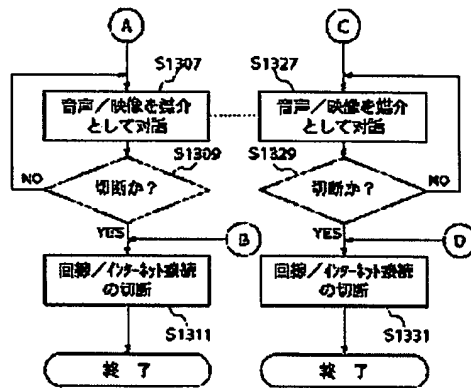 A
C
S1307
S1327
音声／映像を媒介
として対話
音声／映像を媒介
として対話
S1309
S1329
切断か？
切断か？
NO
NO
YES
B
YES
D
回線／インターネット接続
の切断
回線／インターネット接続
の切断
S1311
S1331
終了
終了